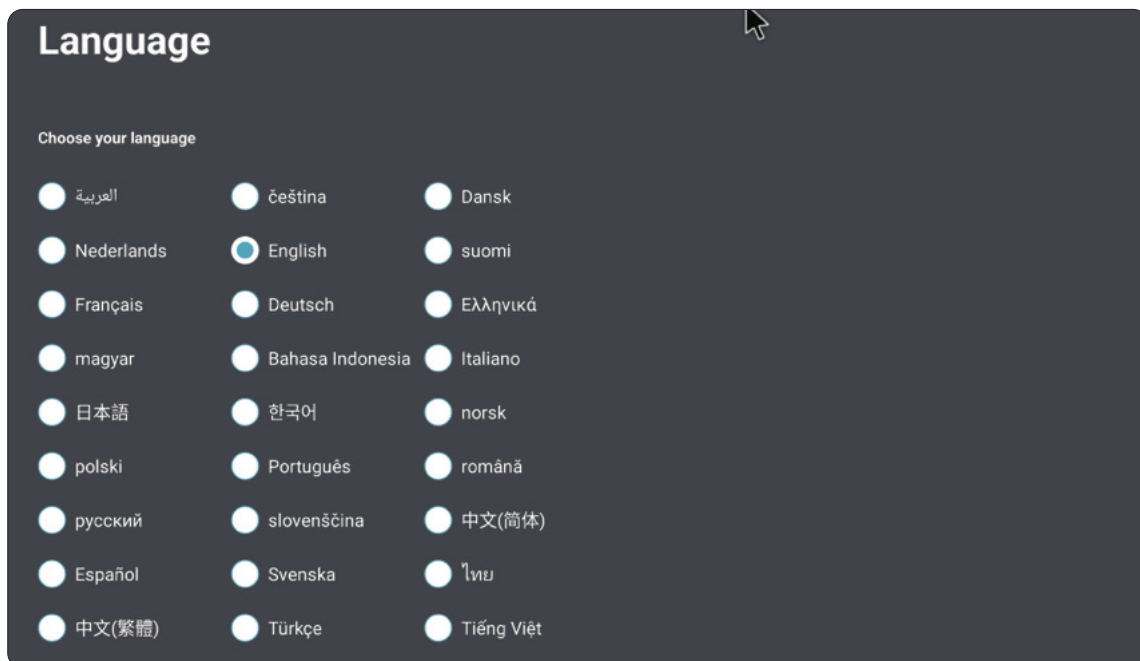 Language
Choose your language
العربية čeština Dansk
Nederlands English suomi
Français Deutsch Ελληνικά
magyar Bahasa Indonesia Italiano
日本語 한국어 norsk
polski Português română
русский slovenščina 中文(简体)
Español Svenska ไทย
中文(繁體) Türkçe Tiếng Việt